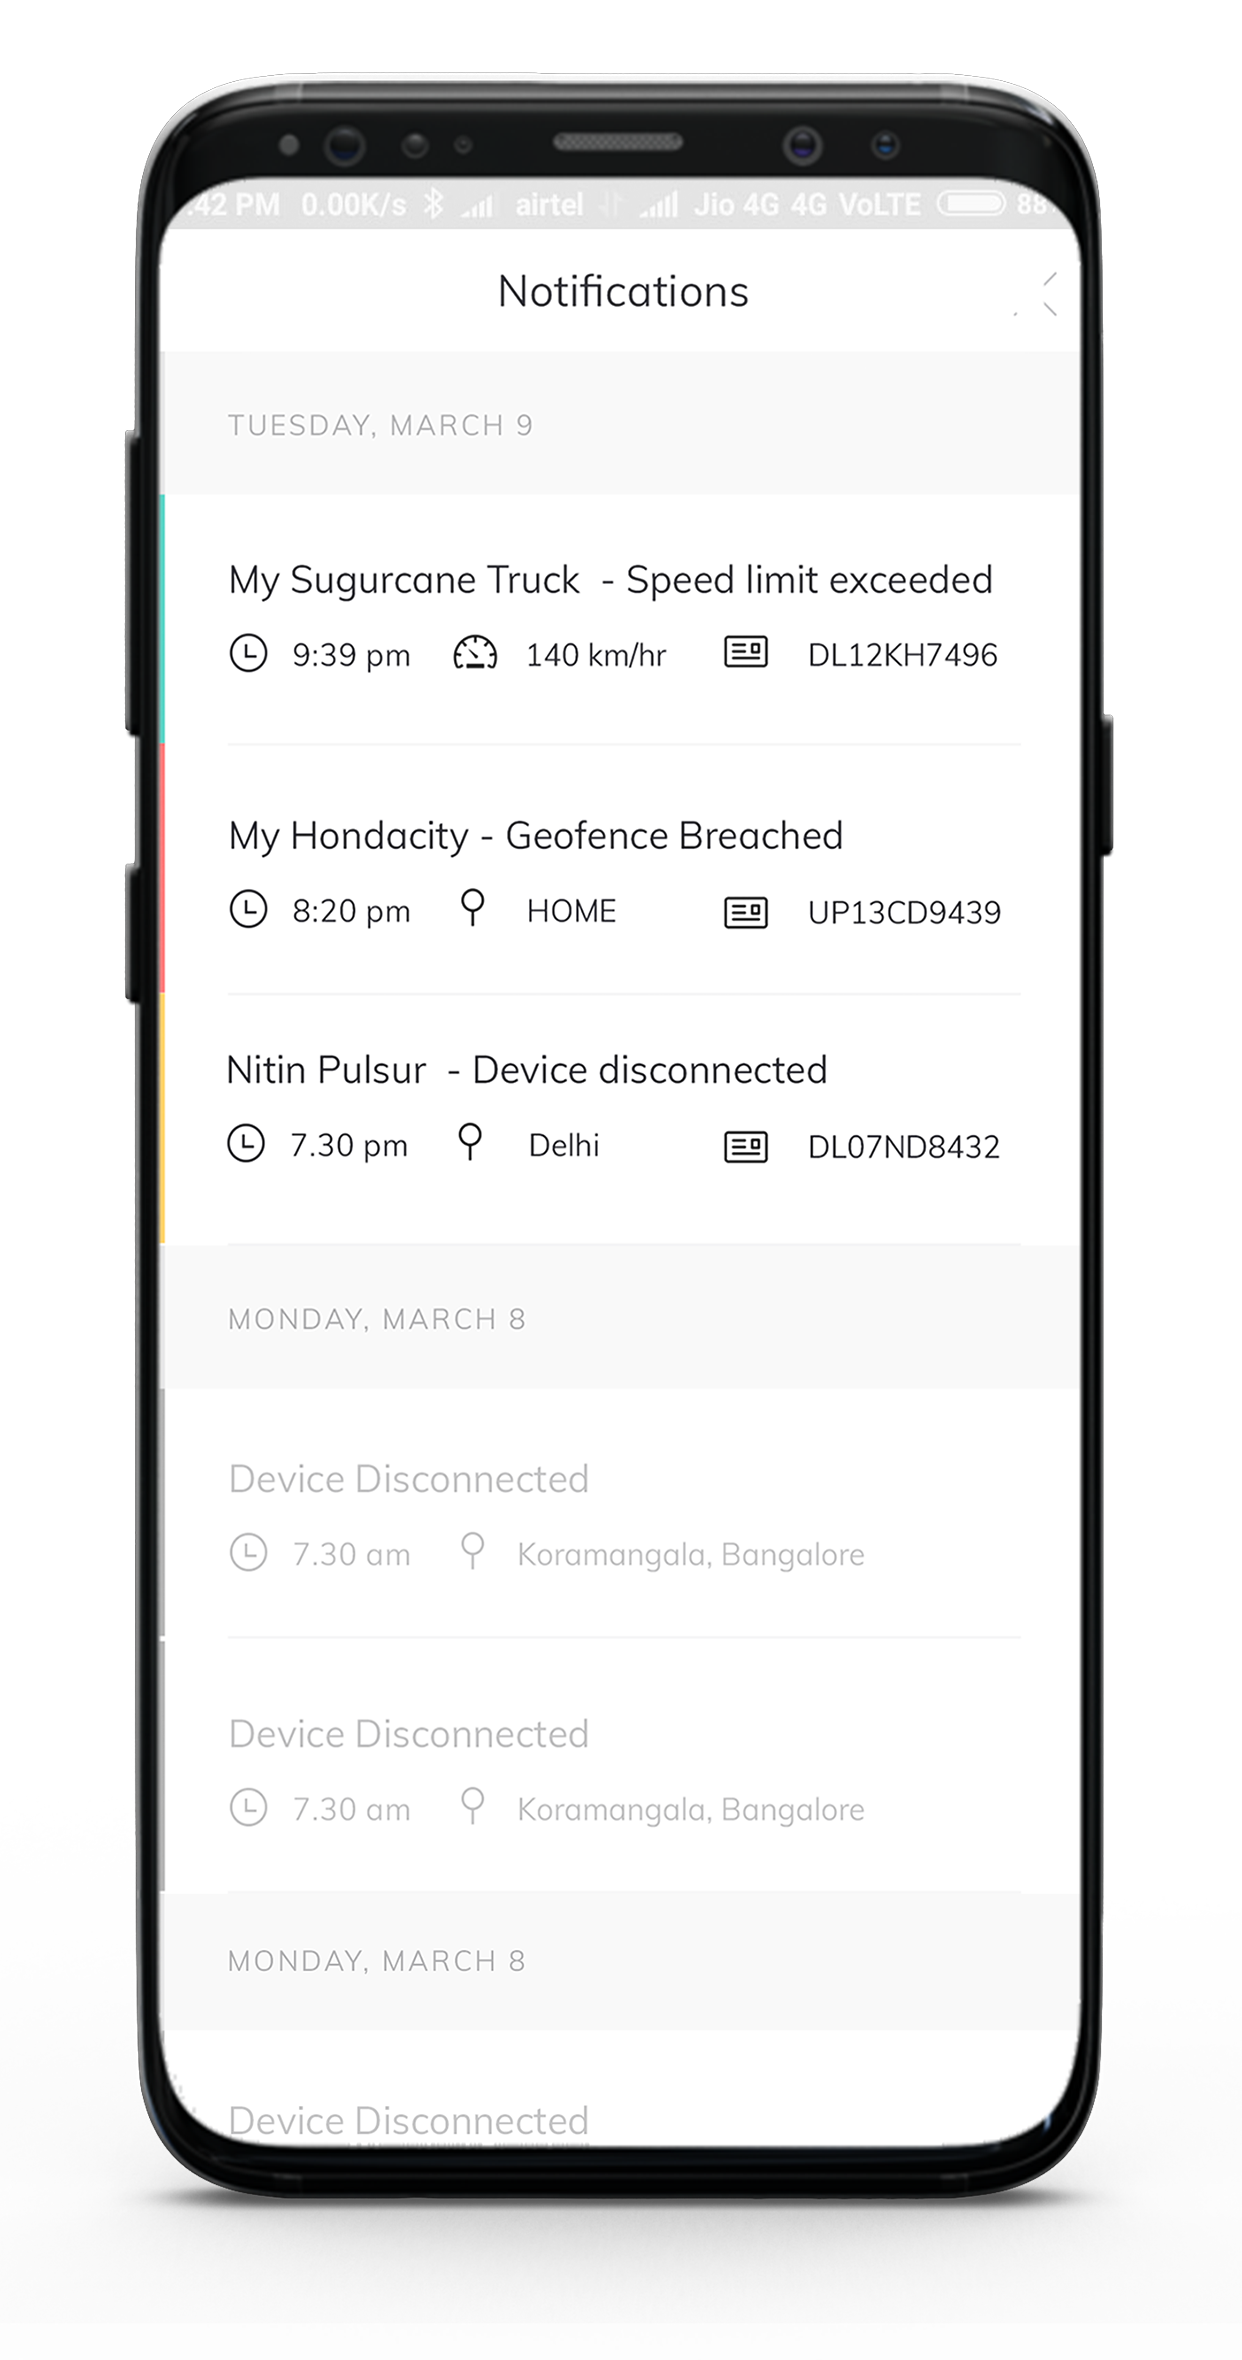 :42 PM 0.00K/s airtel Jio 4G 4G VoLTE 88
Notifications
TUESDAY, MARCH 9
My Sugurcane Truck - Speed limit exceeded
9:39 pm 140 km/hr DL12KH7496
My Hondacity - Geofence Breached
8:20 pm HOME UP13CD9439
Nitin Pulsur - Device disconnected
7.30 pm Delhi DL07ND8432
MONDAY, MARCH 8
Device Disconnected
7.30 am Koramangala, Bangalore
Device Disconnected
7.30 am Koramangala, Bangalore
MONDAY, MARCH 8
Device Disconnected